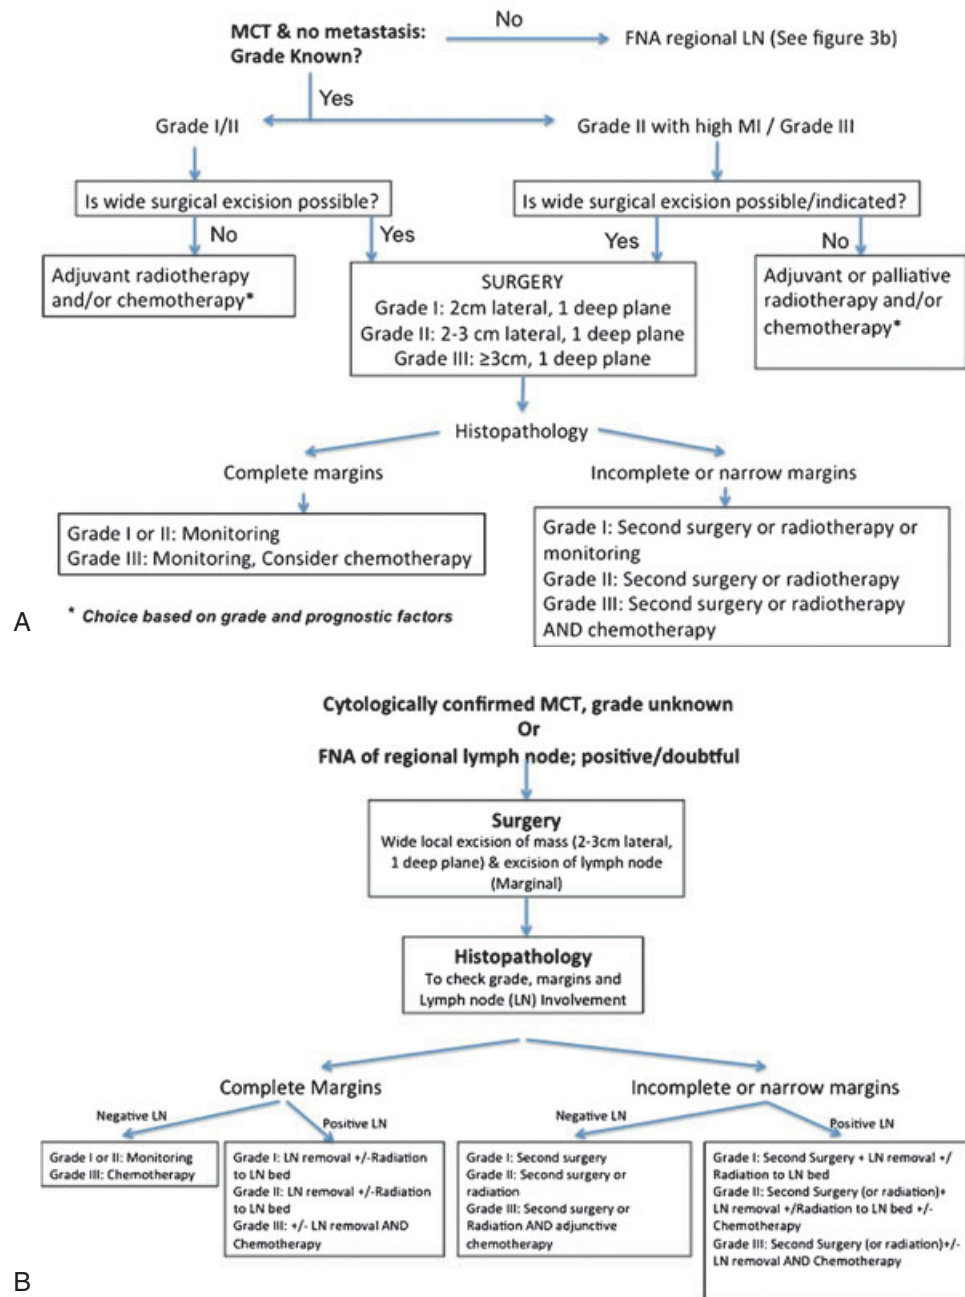 MCT & no metastasis:
Grade Known?
No
FNA regional LN (See figure 3b)
Yes
Grade I/II
Grade II with high MI / Grade III
Is wide surgical excision possible?
Is wide surgical excision possible/indicated?
No
Yes
Yes
No
Adjuvant radiotherapy
and/or chemotherapy*
SURGERY
Grade I: 2cm lateral, 1 deep plane
Grade II: 2-3 cm lateral, 1 deep plane
Grade III: ≥3cm, 1 deep plane
Adjuvant or palliative
radiotherapy and/or
chemotherapy*
Histopathology
Complete margins
Incomplete or narrow margins
Grade I or II: Monitoring
Grade III: Monitoring, Consider chemotherapy
Grade I: Second surgery or radiotherapy or
monitoring
Grade II: Second surgery or radiotherapy
Grade III: Second surgery or radiotherapy
AND chemotherapy
* Choice based on grade and prognostic factors
A
Cytologically confirmed MCT, grade unknown
Or
FNA of regional lymph node; positive/doubtful
Surgery
Wide local excision of mass (2-3cm lateral,
1 deep plane) & excision of lymph node
(Marginal)
Histopathology
To check grade, margins and
Lymph node (LN) Involvement
Complete Margins
Incomplete or narrow margins
Negative LN
Positive LN
Negative LN
Positive LN
Grade I or II: Monitoring
Grade III: Chemotherapy
Grade I: LN removal +/-Radiation
to LN bed
Grade II: LN removal +/-Radiation
to LN bed
Grade III: +/- LN removal AND
Chemotherapy
Grade I: Second surgery
Grade II: Second surgery or
radiation
Grade III: Second surgery or
Radiation AND adjunctive
chemotherapy
Grade I: Second Surgery + LN removal +/
Radiation to LN bed
Grade II: Second Surgery (or radiation)+
LN removal +/Radiation to LN bed +/-
Chemotherapy
Grade III: Second Surgery (or radiation)+/-
LN removal AND Chemotherapy
B